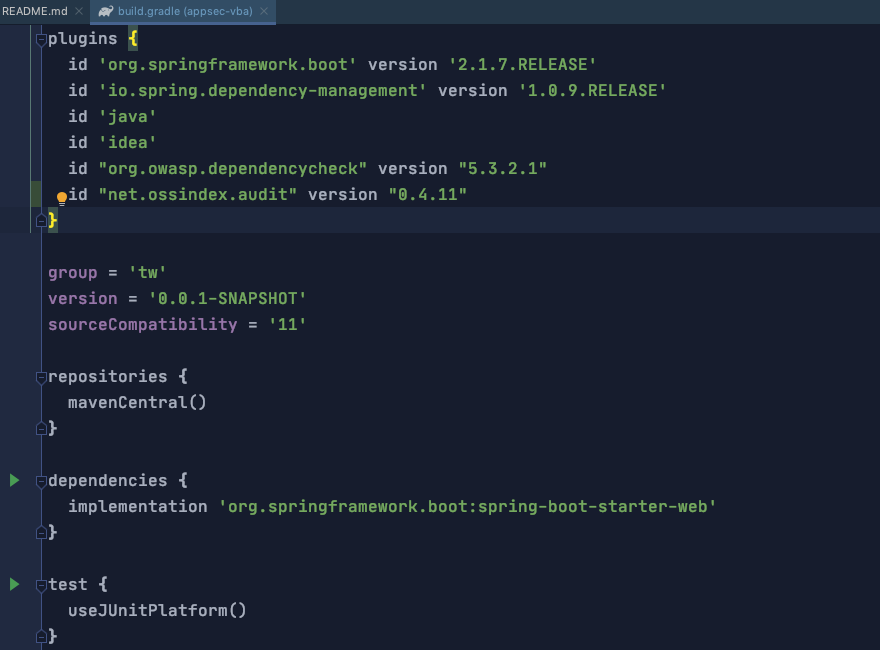 README.md
build.gradle (appsec-vba)
plugins {
  id 'org.springframework.boot' version '2.1.7.RELEASE'
  id 'io.spring.dependency-management' version '1.0.9.RELEASE'
  id 'java'
  id 'idea'
  id "org.owasp.dependencycheck" version "5.3.2.1"
  id "net.ossindex.audit" version "0.4.11"
}
group = 'tw'
version = '0.0.1-SNAPSHOT'
sourceCompatibility = '11'
repositories {
  mavenCentral()
}
dependencies {
  implementation 'org.springframework.boot:spring-boot-starter-web'
}
test {
  useJUnitPlatform()
}